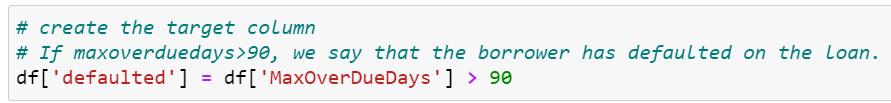 # create the target column
# If maxoverduedays>90, we say that the borrower has defaulted on the loan.
df['defaulted'] = df['MaxOverDueDays'] > 90